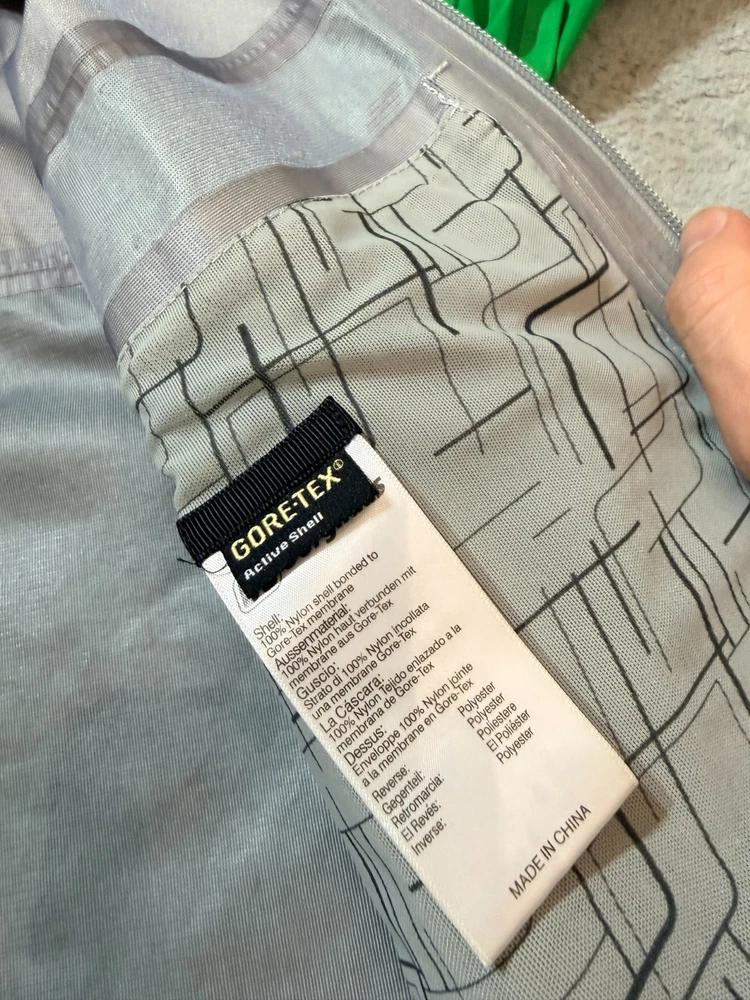 GORE-TEX®
Active Shell
Shell:
100% Nylon shell bonded to
Gore-Tex membrane
Aussenmaterial:
100% Nylon haut verbunden mit
membrane aus Gore-Tex
Guscio:
Strato di 100% Nylon incollata
una membrane Gore-Tex
La Cáscara:
100% Nylon Tejido enlazado a la
membrana de Gore-Tex
Dessus:
Enveloppe 100% Nylon jointe
a la membrane en Gore-Tex
Reverse: Polyester
Gegenteil: Polyester
Retromarcia: Poliestere
El Revés: El Poliéster
Inverse: Polyester
MADE IN CHINA